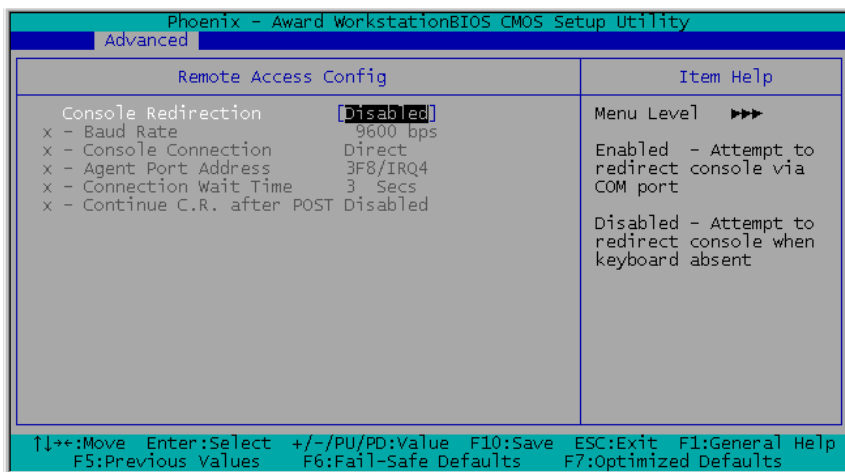 Phoenix - Award WorkstationBIOS CMOS Setup Utility
Advanced
Remote Access Config
Console Redirection [Disabled]
x - Baud Rate 9600 bps
x - Console Connection Direct
x - Agent Port Address 3F8/IRQ4
x - Connection Wait Time 3 Secs
x - Continue C.R. after POST Disabled
Item Help
Menu Level ►►►
Enabled - Attempt to
redirect console via
COM port
Disabled - Attempt to
redirect console when
keyboard absent
↑↓→←:Move Enter:Select +/-/PU/PD:Value F10:Save ESC:Exit F1:General Help
F5:Previous Values F6:Fail-Safe Defaults F7:Optimized Defaults